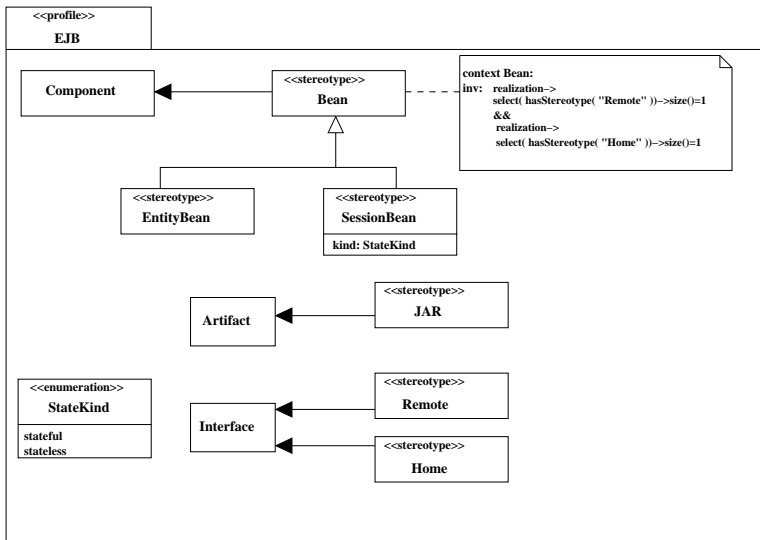 <<profile>>
EJB
Component
<<stereotype>>
Bean
context Bean:
inv: realization–>
select( hasStereotype( "Remote" ))–>size()=1
&&
realization–>
select( hasStereotype( "Home" ))–>size()=1
<<stereotype>>
EntityBean
<<stereotype>>
SessionBean
kind: StateKind
Artifact
<<stereotype>>
JAR
<<enumeration>>
StateKind
stateful
stateless
Interface
<<stereotype>>
Remote
<<stereotype>>
Home